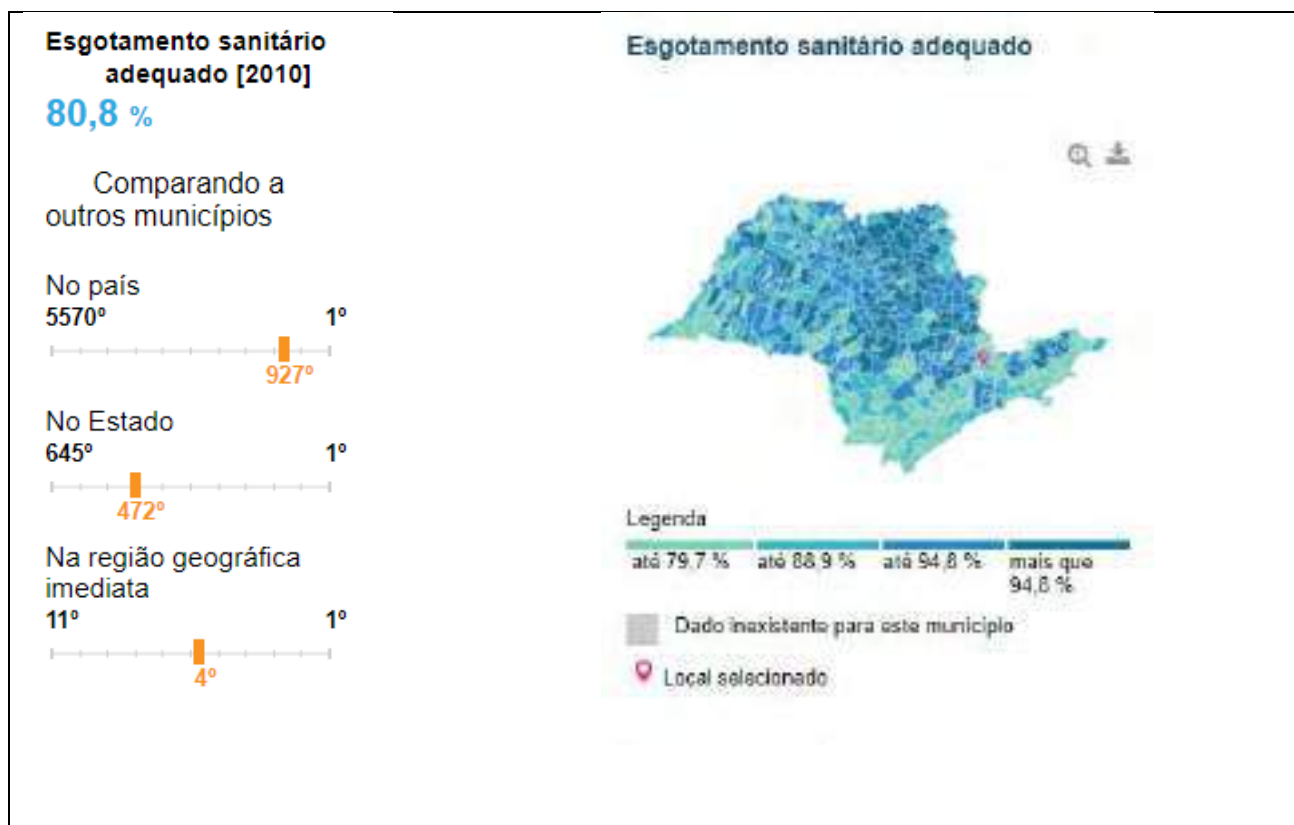 Esgotamento sanitário
adequado [2010]
80,8 %
Comparando a
outros municípios
No país
5570º 1º
927º
No Estado
645º 1º
472º
Na região geográfica
imediata
11º 1º
4º
Esgotamento sanitário adequado
Legenda
até 79,7 % até 88,9 % até 94,8 % mais que
94,8 %
Dado inexistente para este município
Local selecionado